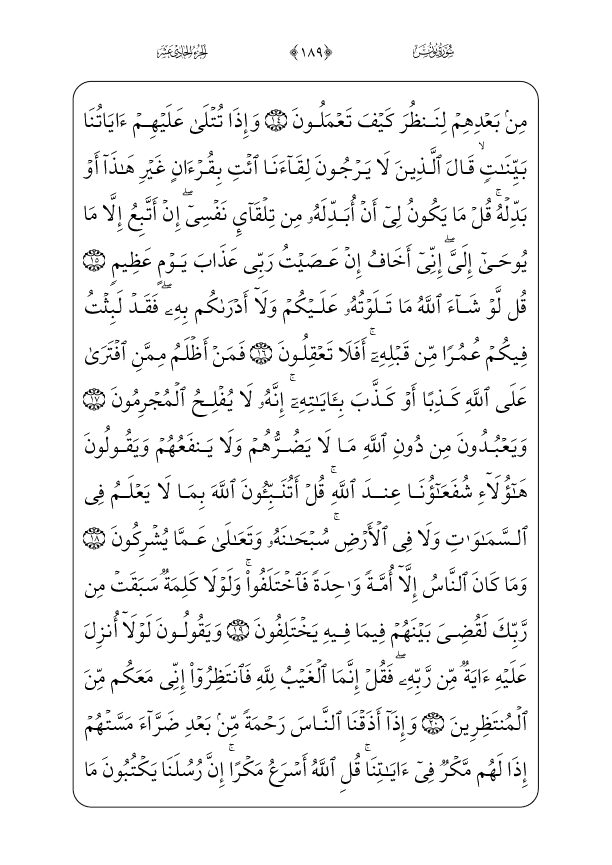 سُورَةُ يُونُسَ ﴿١٨٩﴾ الجُزْءُ الحَادِي عَشَرَ
مِنۢ بَعۡدِهِمۡ لِنَنظُرَ كَيۡفَ تَعۡمَلُونَ ١٤ وَإِذَا تُتۡلَىٰ عَلَيۡهِمۡ ءَايَاتُنَا
بَيِّنَٰتٖ ۙ قَالَ ٱلَّذِينَ لَا يَرۡجُونَ لِقَآءَنَا ٱئۡتِ بِقُرۡءَانٍ غَيۡرِ هَٰذَآ أَوۡ
بَدِّلۡهُۚ قُلۡ مَا يَكُونُ لِيٓ أَنۡ أُبَدِّلَهُۥ مِن تِلۡقَآيِٕ نَفۡسِيٓۖ إِنۡ أَتَّبِعُ إِلَّا مَا
يُوحَىٰٓ إِلَيَّۖ إِنِّيٓ أَخَافُ إِنۡ عَصَيۡتُ رَبِّي عَذَابَ يَوۡمٍ عَظِيمٖ ١٥
قُل لَّوۡ شَآءَ ٱللَّهُ مَا تَلَوۡتُهُۥ عَلَيۡكُمۡ وَلَآ أَدۡرَىٰكُم بِهِۦۖ فَقَدۡ لَبِثۡتُ
فِيكُمۡ عُمُرٗا مِّن قَبۡلِهِۦٓۚ أَفَلَا تَعۡقِلُونَ ١٦ فَمَنۡ أَظۡلَمُ مِمَّنِ ٱفۡتَرَىٰ
عَلَى ٱللَّهِ كَذِبًا أَوۡ كَذَّبَ بِـَٔايَٰتِهِۦٓۚ إِنَّهُۥ لَا يُفۡلِحُ ٱلۡمُجۡرِمُونَ ١٧
وَيَعۡبُدُونَ مِن دُونِ ٱللَّهِ مَا لَا يَضُرُّهُمۡ وَلَا يَنفَعُهُمۡ وَيَقُولُونَ
هَٰٓؤُلَآءِ شُفَعَٰٓؤُنَا عِندَ ٱللَّهِۚ قُلۡ أَتُنَبِّـُٔونَ ٱللَّهَ بِمَا لَا يَعۡلَمُ فِي
ٱلسَّمَٰوَٰتِ وَلَا فِي ٱلۡأَرۡضِۚ سُبۡحَٰنَهُۥ وَتَعَٰلَىٰ عَمَّا يُشۡرِكُونَ ١٨
وَمَا كَانَ ٱلنَّاسُ إِلَّآ أُمَّةٗ وَٰحِدَةٗ فَٱخۡتَلَفُواْۚ وَلَوۡلَا كَلِمَةٞ سَبَقَتۡ مِن
رَّبِّكَ لَقُضِيَ بَيۡنَهُمۡ فِيمَا فِيهِ يَخۡتَلِفُونَ ١٩ وَيَقُولُونَ لَوۡلَآ أُنزِلَ
عَلَيۡهِ ءَايَةٞ مِّن رَّبِّهِۦۖ فَقُلۡ إِنَّمَا ٱلۡغَيۡبُ لِلَّهِ فَٱنتَظِرُوٓاْ إِنِّي مَعَكُم مِّنَ
ٱلۡمُنتَظِرِينَ ٢٠ وَإِذَآ أَذَقۡنَا ٱلنَّاسَ رَحۡمَةٗ مِّنۢ بَعۡدِ ضَرَّآءَ مَسَّتۡهُمۡ
إِذَا لَهُم مَّكۡرٞ فِيٓ ءَايَاتِنَاۚ قُلِ ٱللَّهُ أَسۡرَعُ مَكۡرًاۚ إِنَّ رُسُلَنَا يَكۡتُبُونَ مَا